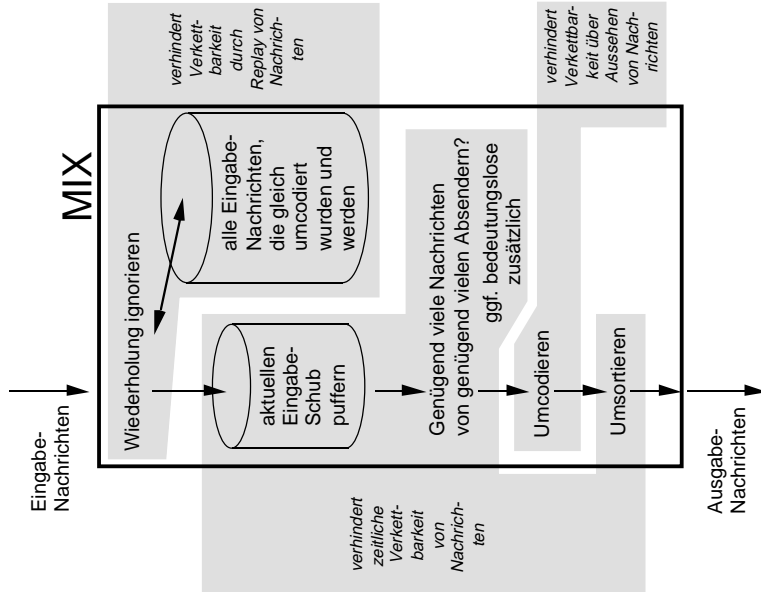 MIX
Eingabe-
Nachrichten
Wiederholung ignorieren
alle Eingabe-
Nachrichten,
die gleich
umcodiert
wurden und
werden
verhindert
Verkett-
barkeit
durch
Replay von
Nachrich-
ten
aktuellen
Eingabe-
Schub
puffern
Genügend viele Nachrichten
von genügend vielen Absendern?
ggf. bedeutungslose
zusätzlich
Umcodieren
verhindert
Verkettbar-
keit über
Aussehen
von Nach-
richten
Umsortieren
verhindert
zeitliche
Verkett-
barkeit
von
Nachrich-
ten
Ausgabe-
Nachrichten